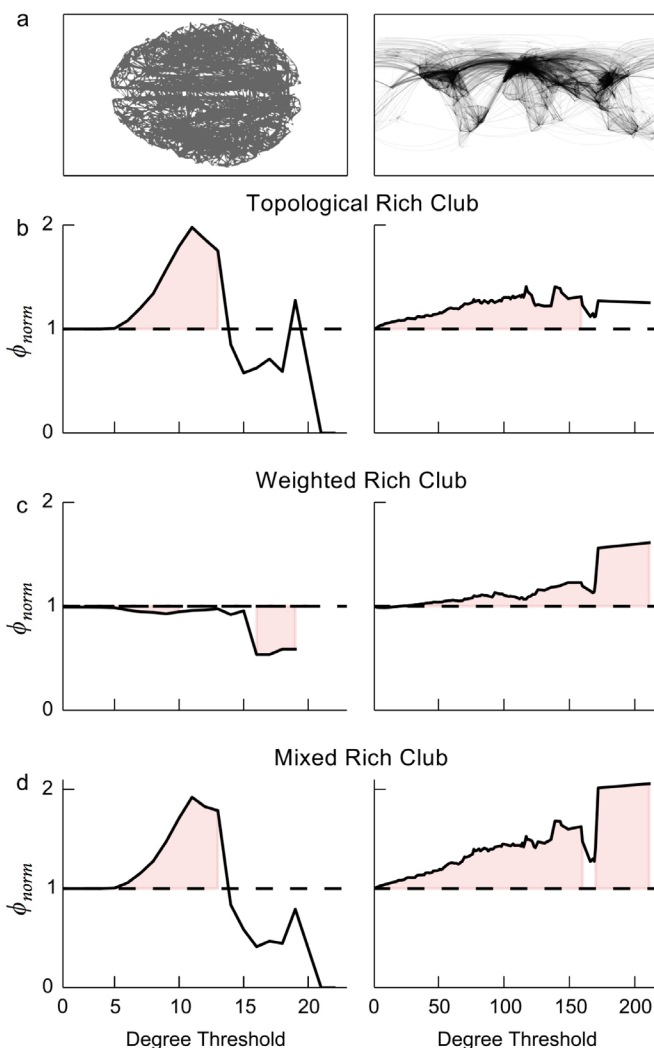 a
Topological Rich Club
b
2
1
0
ϕnorm
Weighted Rich Club
c
2
1
0
ϕnorm
Mixed Rich Club
d
2
1
0
ϕnorm
0 5 10 15 20
0 50 100 150 200
Degree Threshold
Degree Threshold